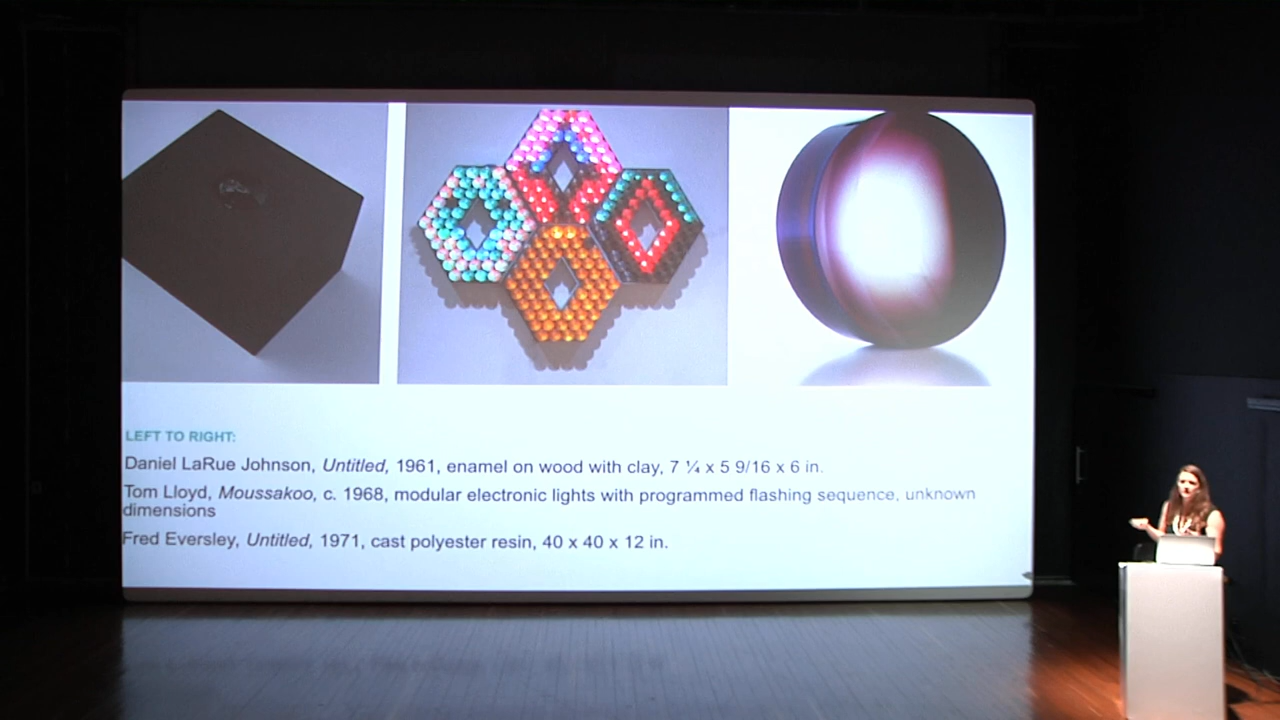 LEFT TO RIGHT:
Daniel LaRue Johnson, Untitled, 1961, enamel on wood with clay, 7 ¼ x 5 9/16 x 6 in.
Tom Lloyd, Moussakoo, c. 1968, modular electronic lights with programmed flashing sequence, unknown
dimensions
Fred Eversley, Untitled, 1971, cast polyester resin, 40 x 40 x 12 in.